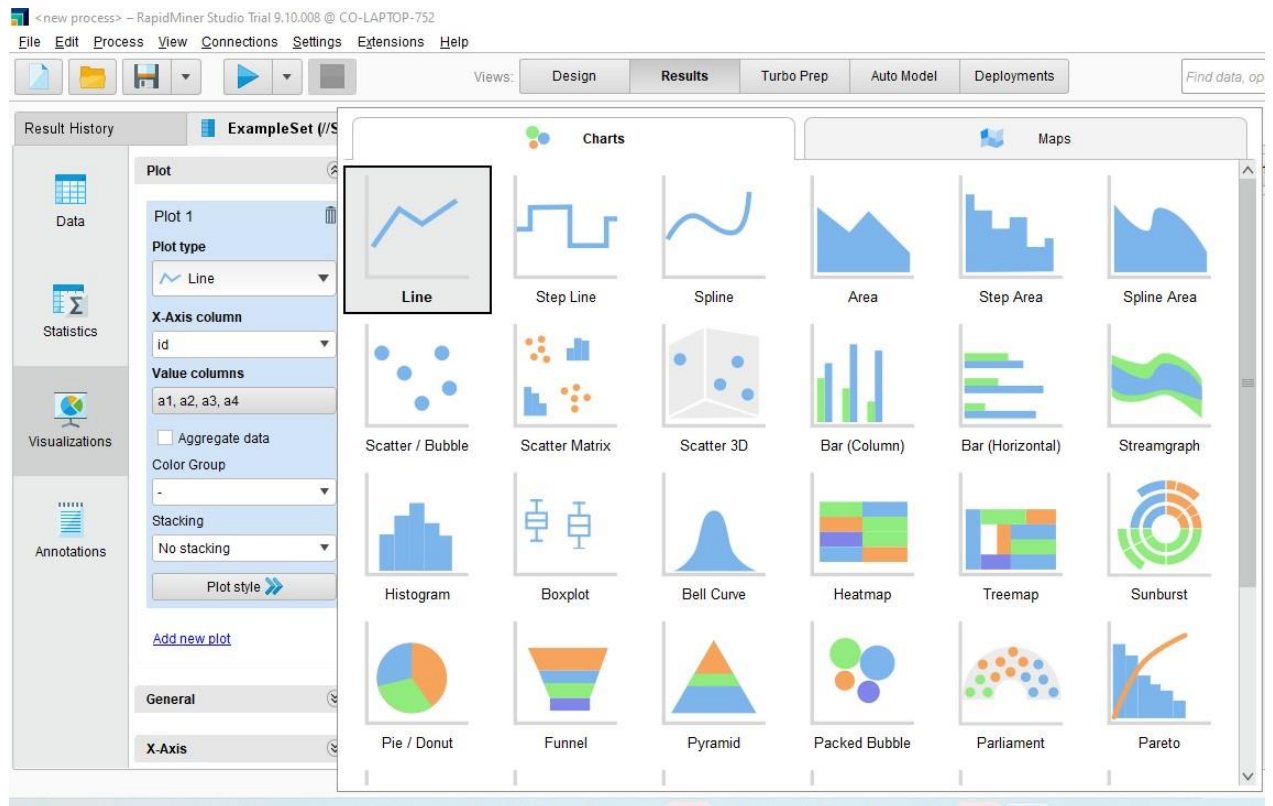 <new process> – RapidMiner Studio Trial 9.10.008 @ CO-LAPTOP-752
File Edit Process View Connections Settings Extensions Help
Views: Design Results Turbo Prep Auto Model Deployments Find data, op
Result History
ExampleSet (//S
Data
Statistics
Visualizations
Annotations
Plot
Plot 1
Plot type
Line
X-Axis column
id
Value columns
a1, a2, a3, a4
Aggregate data
Color Group
-
Stacking
No stacking
Plot style
Add new plot
General
X-Axis
Charts Maps
Line Step Line Spline Area Step Area Spline Area
Scatter / Bubble Scatter Matrix Scatter 3D Bar (Column) Bar (Horizontal) Streamgraph
Histogram Boxplot Bell Curve Heatmap Treemap Sunburst
Pie / Donut Funnel Pyramid Packed Bubble Parliament Pareto